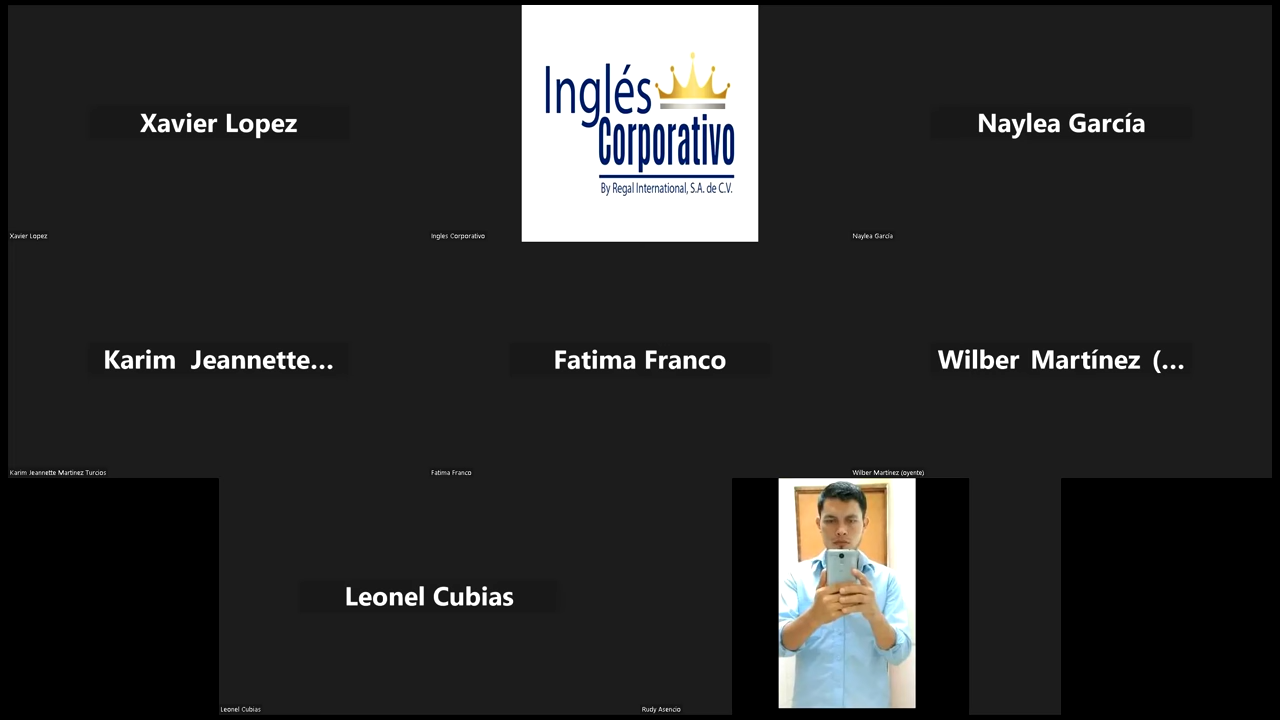 Xavier Lopez
Inglés
Corporativo
By Regal International, S.A. de C.V.
Naylea García
Xavier Lopez
Ingles Corporativo
Naylea García
Karim Jeannette...
Fatima Franco
Wilber Martínez (...
Karim Jeannette Martinez Turcios
Fatima Franco
Wilber Martínez (oyente)
Leonel Cubias
Leonel Cubias
Rudy Asencio